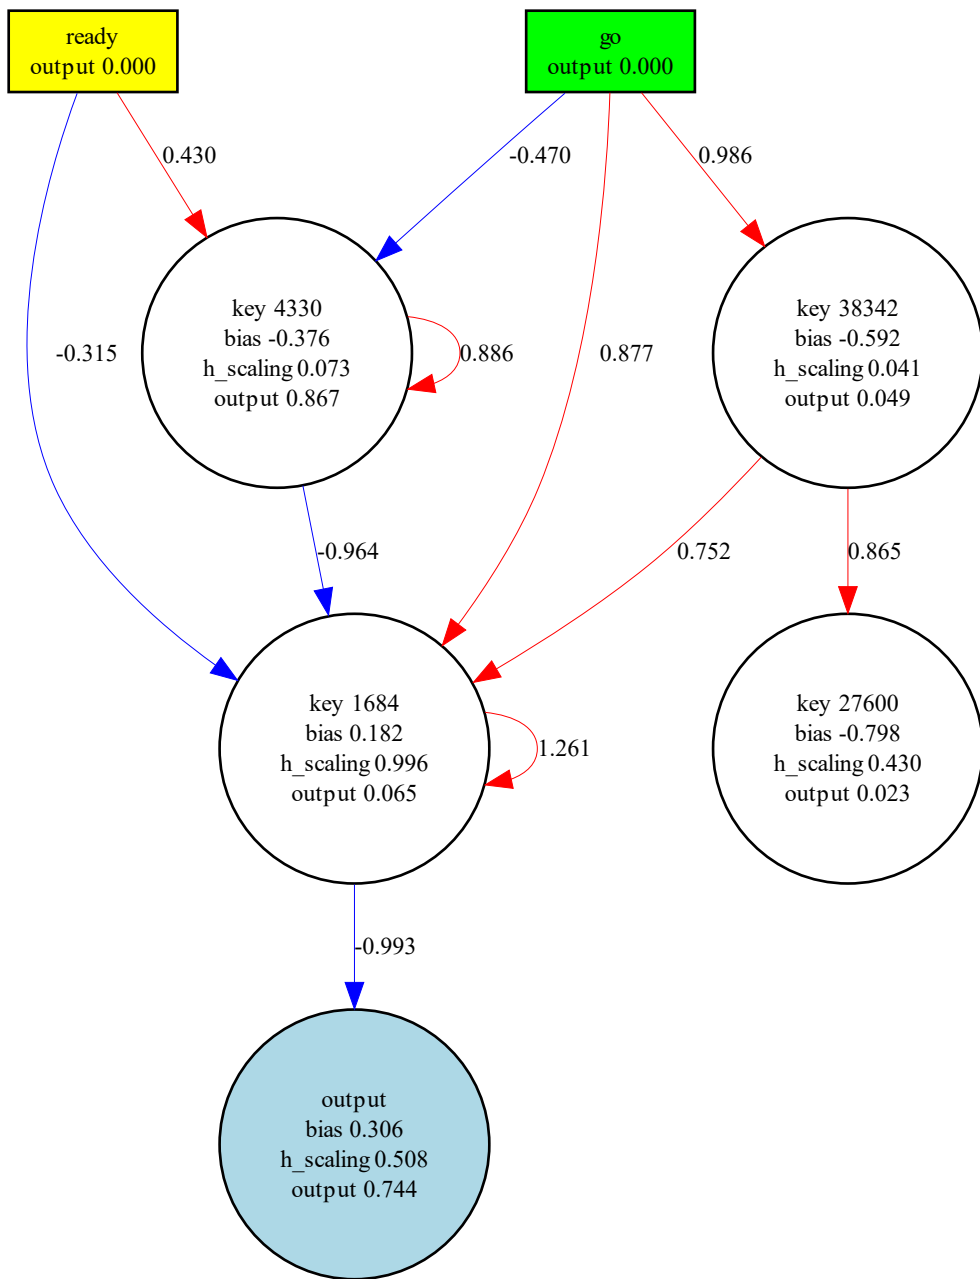 ready
output 0.000
go
output 0.000
0.430
-0.470
0.986
key 4330
bias -0.376
h_scaling 0.073
output 0.867
key 38342
bias -0.592
h_scaling 0.041
output 0.049
-0.315
0.886
0.877
-0.964
0.752
0.865
key 1684
bias 0.182
h_scaling 0.996
output 0.065
1.261
key 27600
bias -0.798
h_scaling 0.430
output 0.023
-0.993
output
bias 0.306
h_scaling 0.508
output 0.744